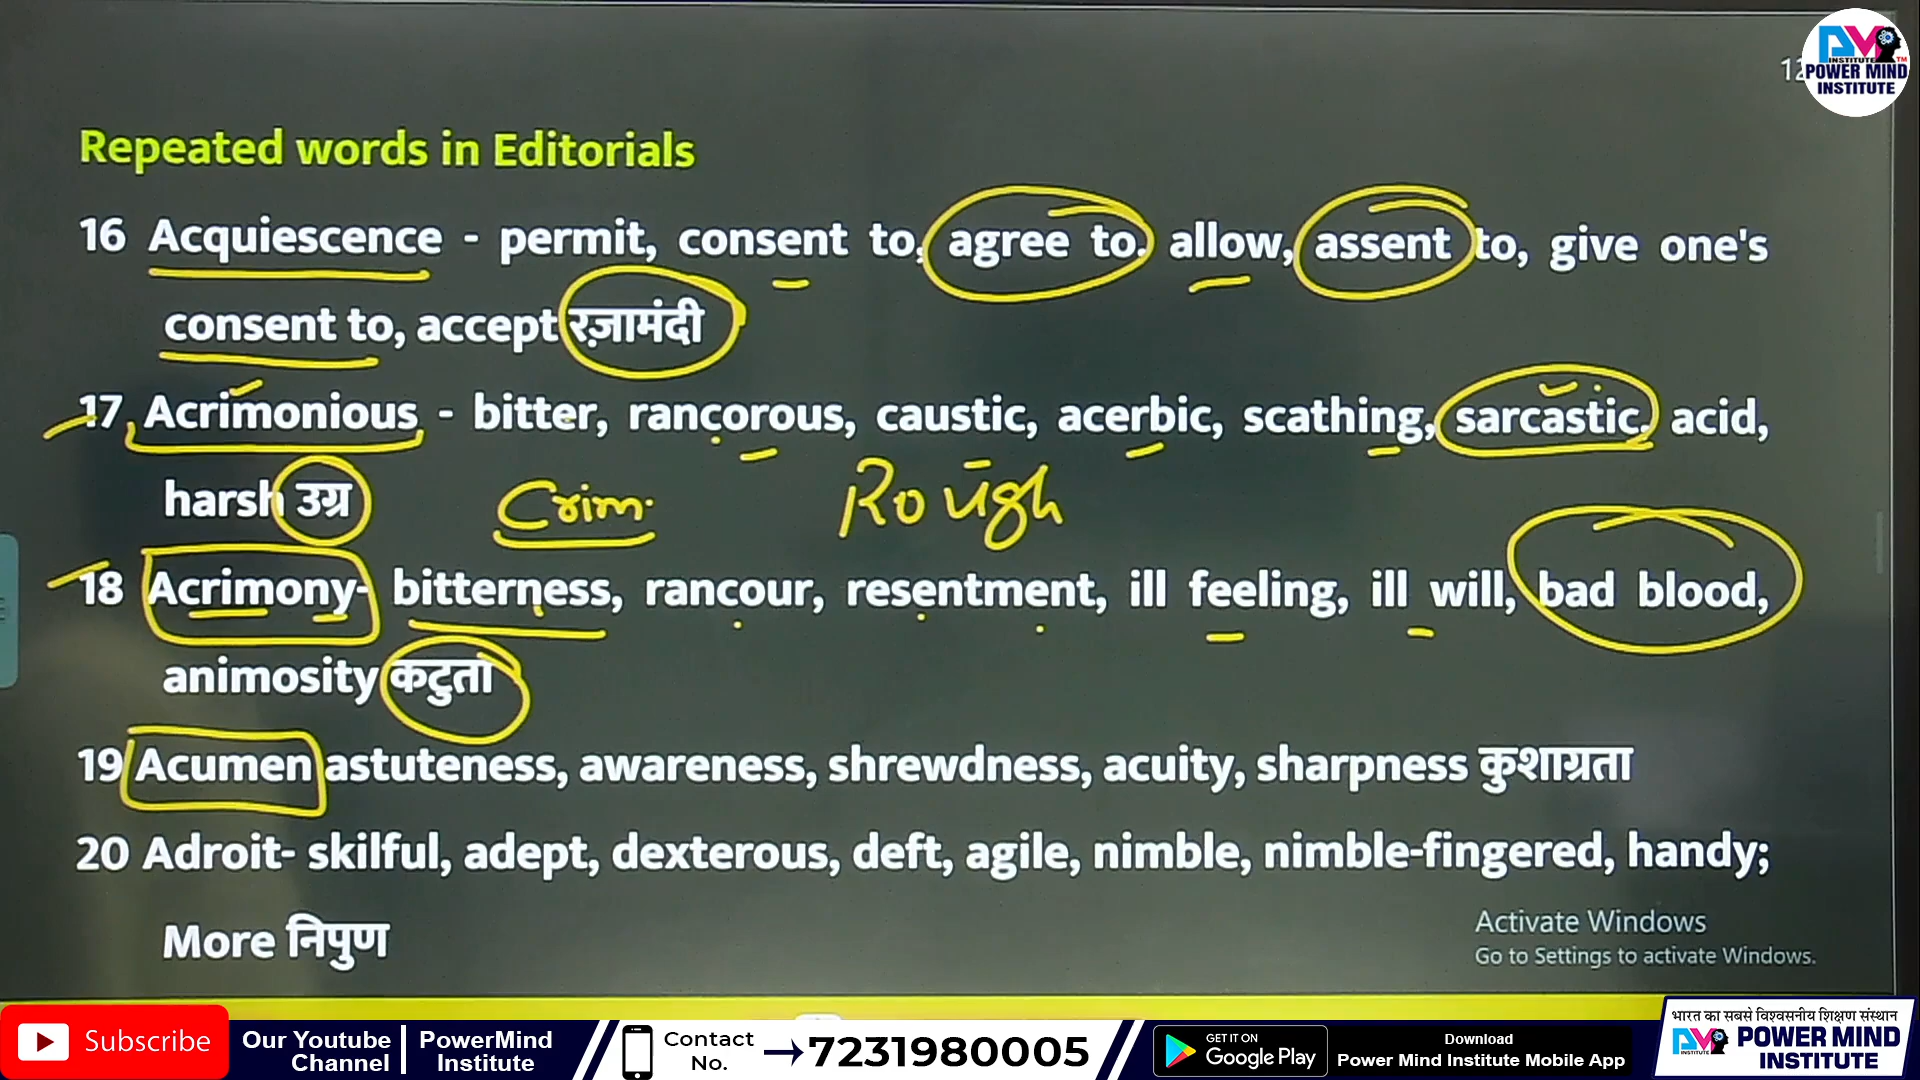 12
POWER MIND
INSTITUTE
Repeated words in Editorials
16 Acquiescence - permit, consent to, agree to. allow, assent to, give one's
consent to, accept रज़ामंदी
17 Acrimonious - bitter, rancorous, caustic, acerbic, scathing, sarcastic. acid,
harsh उग्र
Crim. Rough
18 Acrimony- bitterness, rancour, resentment, ill feeling, ill will, bad blood,
animosity कटुता
19 Acumen astuteness, awareness, shrewdness, acuity, sharpness कुशाग्रता
20 Adroit- skilful, adept, dexterous, deft, agile, nimble, nimble-fingered, handy;
More निपुण
Activate Windows
Go to Settings to activate Windows.
Subscribe
Our Youtube Channel
PowerMind Institute
Contact No. 7231980005
GET IT ON Google Play
Download
Power Mind Institute Mobile App
भारत का सबसे विश्वसनीय शिक्षण संस्थान
POWER MIND
INSTITUTE